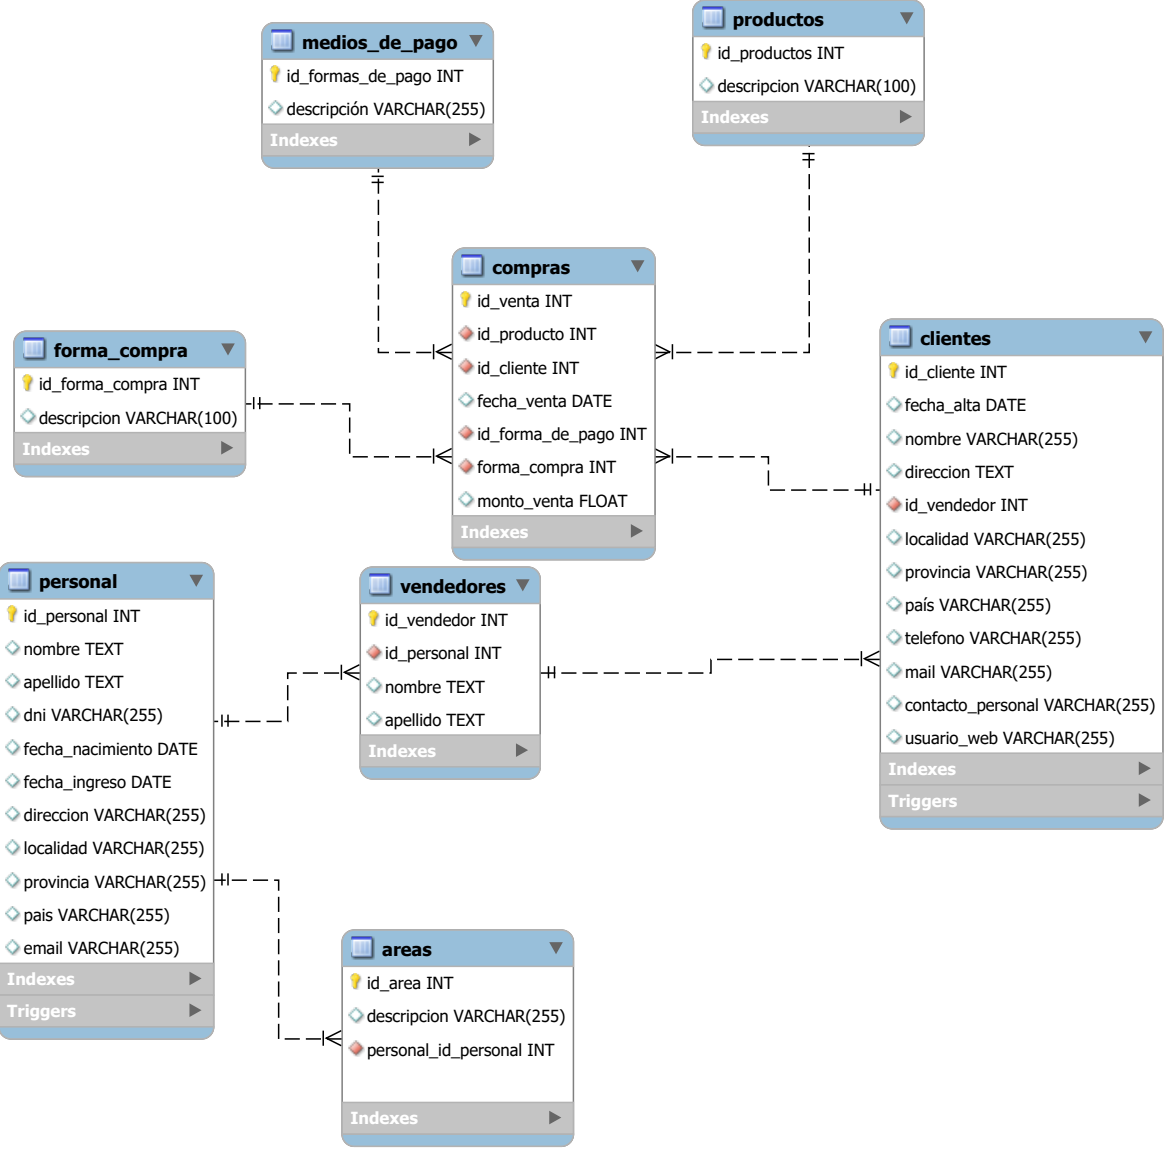 medios_de_pago
id_formas_de_pago INT
descripción VARCHAR(255)
Indexes
productos
id_productos INT
descripcion VARCHAR(100)
Indexes
compras
id_venta INT
id_producto INT
id_cliente INT
fecha_venta DATE
id_forma_de_pago INT
forma_compra INT
monto_venta FLOAT
Indexes
forma_compra
id_forma_compra INT
descripcion VARCHAR(100)
Indexes
clientes
id_cliente INT
fecha_alta DATE
nombre VARCHAR(255)
direccion TEXT
id_vendedor INT
localidad VARCHAR(255)
provincia VARCHAR(255)
país VARCHAR(255)
telefono VARCHAR(255)
mail VARCHAR(255)
contacto_personal VARCHAR(255)
usuario_web VARCHAR(255)
Indexes
Triggers
personal
id_personal INT
nombre TEXT
apellido TEXT
dni VARCHAR(255)
fecha_nacimiento DATE
fecha_ingreso DATE
direccion VARCHAR(255)
localidad VARCHAR(255)
provincia VARCHAR(255)
pais VARCHAR(255)
email VARCHAR(255)
Indexes
Triggers
vendedores
id_vendedor INT
id_personal INT
nombre TEXT
apellido TEXT
Indexes
areas
id_area INT
descripcion VARCHAR(255)
personal_id_personal INT
Indexes